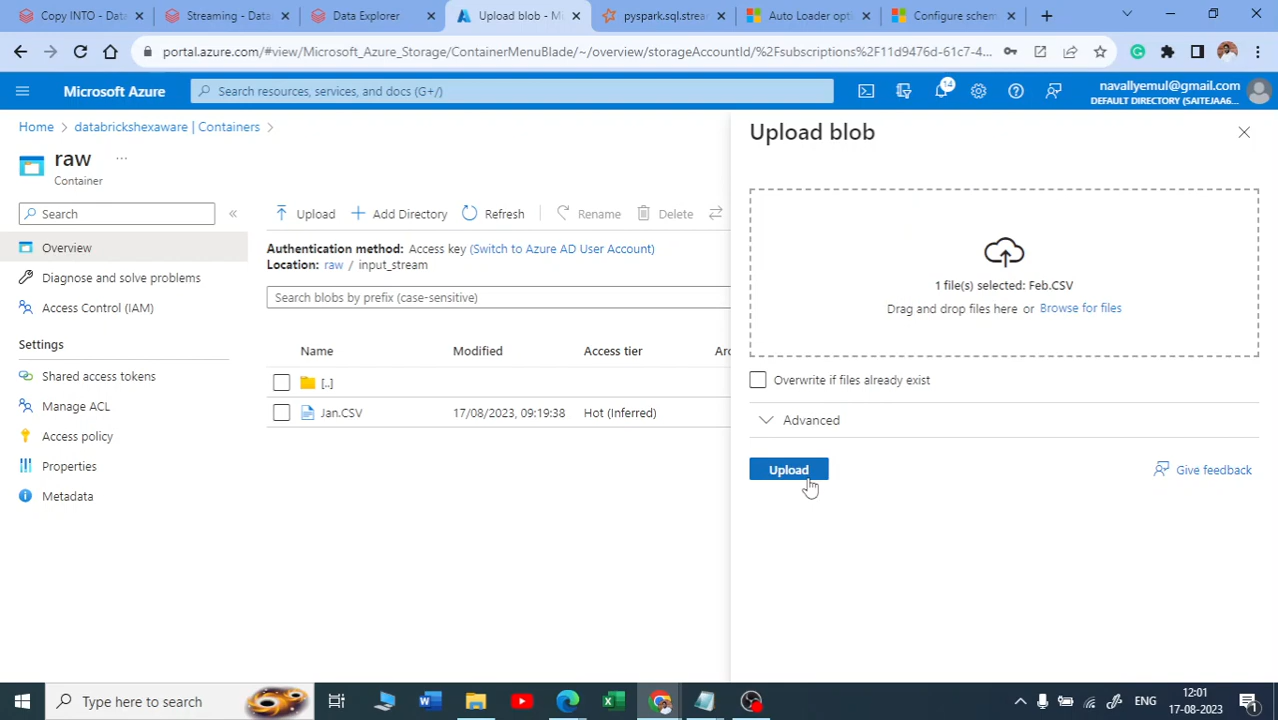 Copy INTO - Data
Streaming - Data
Data Explorer
Upload blob - Mi
pyspark.sql.stream
Auto Loader opti
Configure schem
portal.azure.com/#view/Microsoft_Azure_Storage/ContainerMenuBlade/~/overview/storageAccountId/%2Fsubscriptions%2F11d9476d-61c7-4...
Microsoft Azure
Search resources, services, and docs (G+/)
14
navallyemul@gmail.com
DEFAULT DIRECTORY (SAITEJAA6...
Home > databrickshexaware | Containers >
raw ...
Container
Search
Overview
Diagnose and solve problems
Access Control (IAM)
Settings
Shared access tokens
Manage ACL
Access policy
Properties
Metadata
Upload
Add Directory
Refresh
Rename
Delete
Authentication method: Access key (Switch to Azure AD User Account)
Location: raw / input_stream
Search blobs by prefix (case-sensitive)
Name Modified Access tier Arc
[..]
Jan.CSV 17/08/2023, 09:19:38 Hot (Inferred)
Upload blob
1 file(s) selected: Feb.CSV
Drag and drop files here or Browse for files
Overwrite if files already exist
Advanced
Upload
Give feedback
Type here to search
ENG
12:01
17-08-2023
1